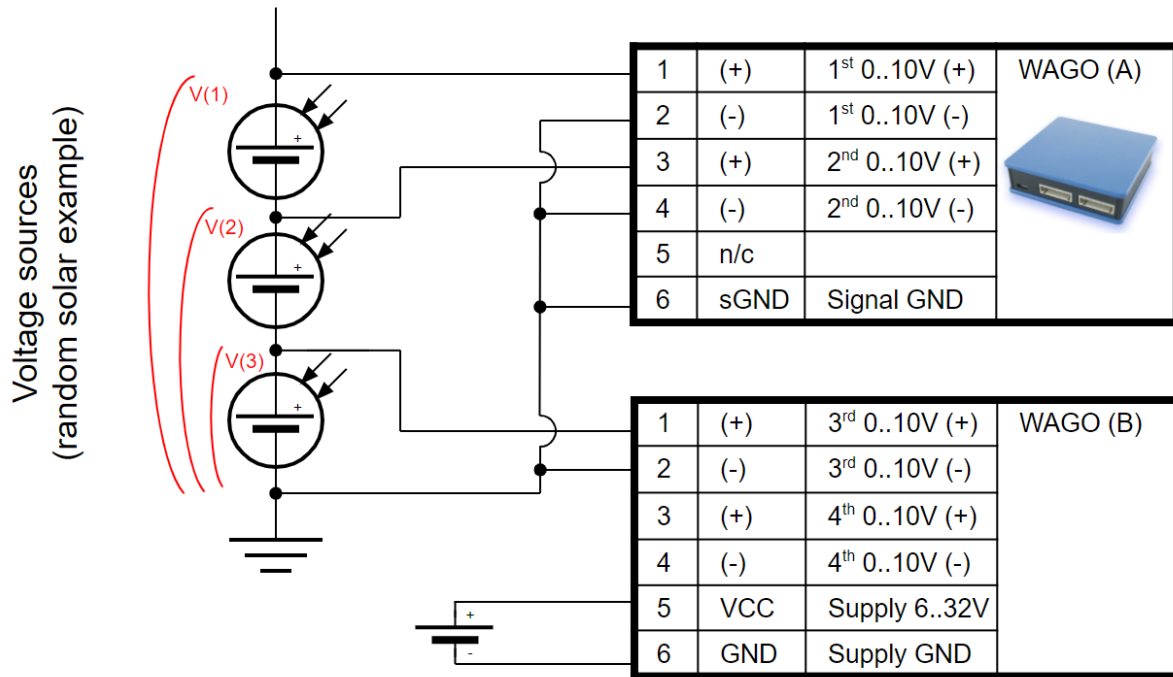 Voltage sources
(random solar example)
V(1)
+
V(2)
+
V(3)
+
1 (+) 1st 0..10V (+) WAGO (A)
2 (-) 1st 0..10V (-)
3 (+) 2nd 0..10V (+)
4 (-) 2nd 0..10V (-)
5 n/c
6 sGND Signal GND
1 (+) 3rd 0..10V (+) WAGO (B)
2 (-) 3rd 0..10V (-)
3 (+) 4th 0..10V (+)
4 (-) 4th 0..10V (-)
5 VCC Supply 6..32V
6 GND Supply GND
+
-